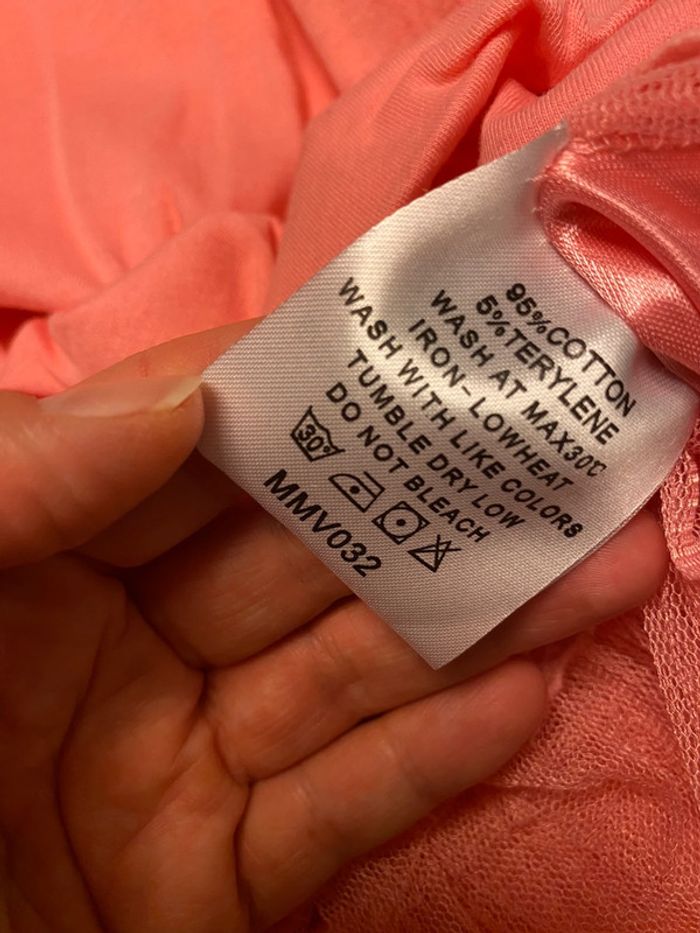 95%COTTON
5%TERYLENE
WASH AT MAX30℃
IRON-LOWHEAT
WASH WITH LIKE COLORS
TUMBLE DRY LOW
DO NOT BLEACH
30°
MMV032